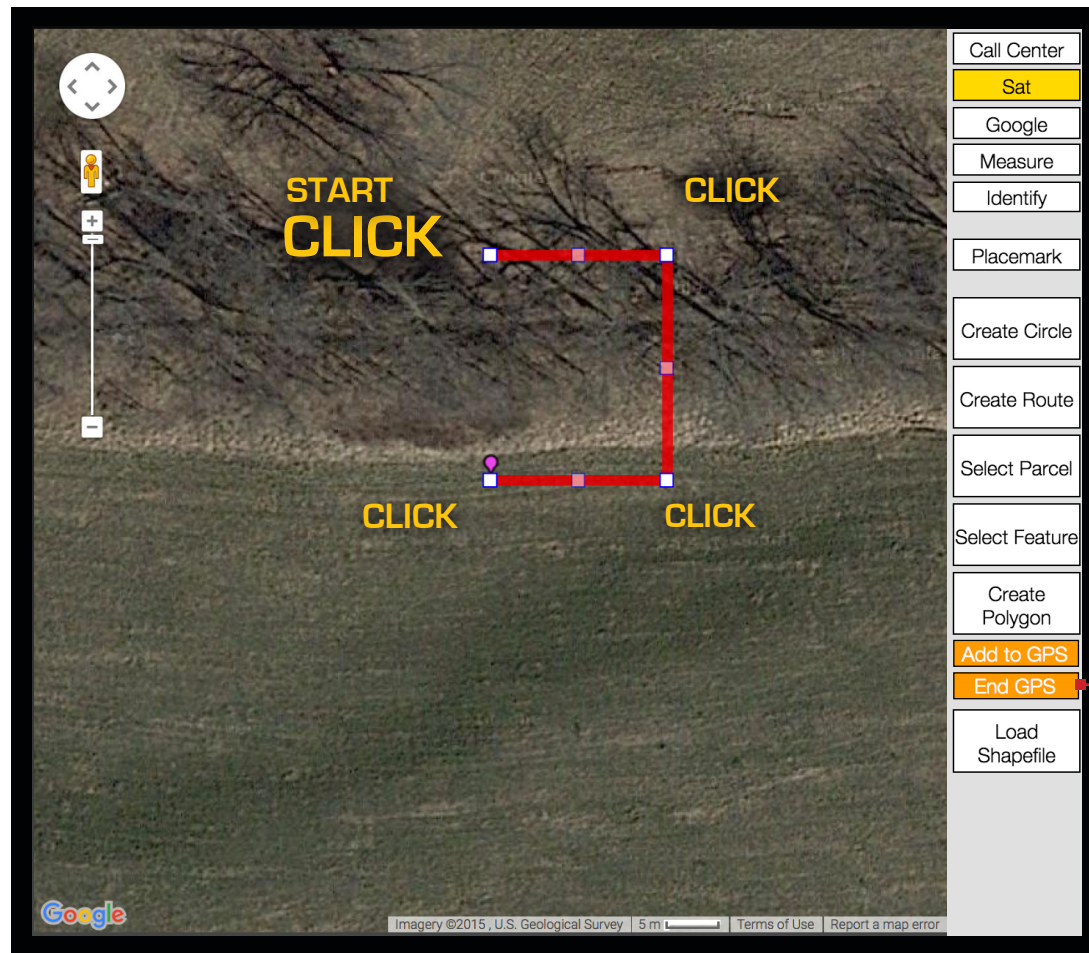 START
CLICK
CLICK
CLICK
CLICK
Google
Imagery ©2015 , U.S. Geological Survey
5 m
Terms of Use
Report a map error
Call Center
Sat
Google
Measure
Identify
Placemark
Create Circle
Create Route
Select Parcel
Select Feature
Create
Polygon
Add to GPS
End GPS
Load
Shapefile